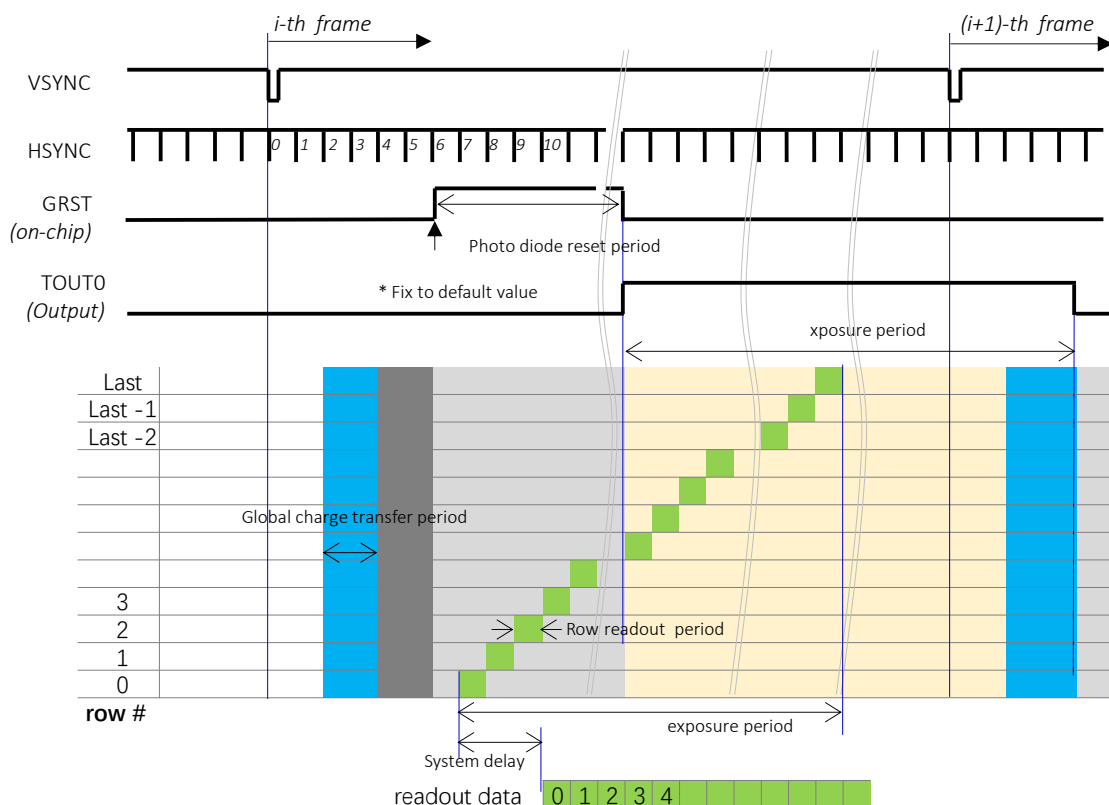 i-th frame
(i+1)-th frame
VSYNC
HSYNC
0 1 2 3 4 5 6 7 8 9 10
GRST
(on-chip)
Photo diode reset period
TOUT0
(Output)
* Fix to default value
xposure period
Last
Last -1
Last -2
Global charge transfer period
3
2
Row readout period
1
0
row #
exposure period
System delay
readout data
0 1 2 3 4